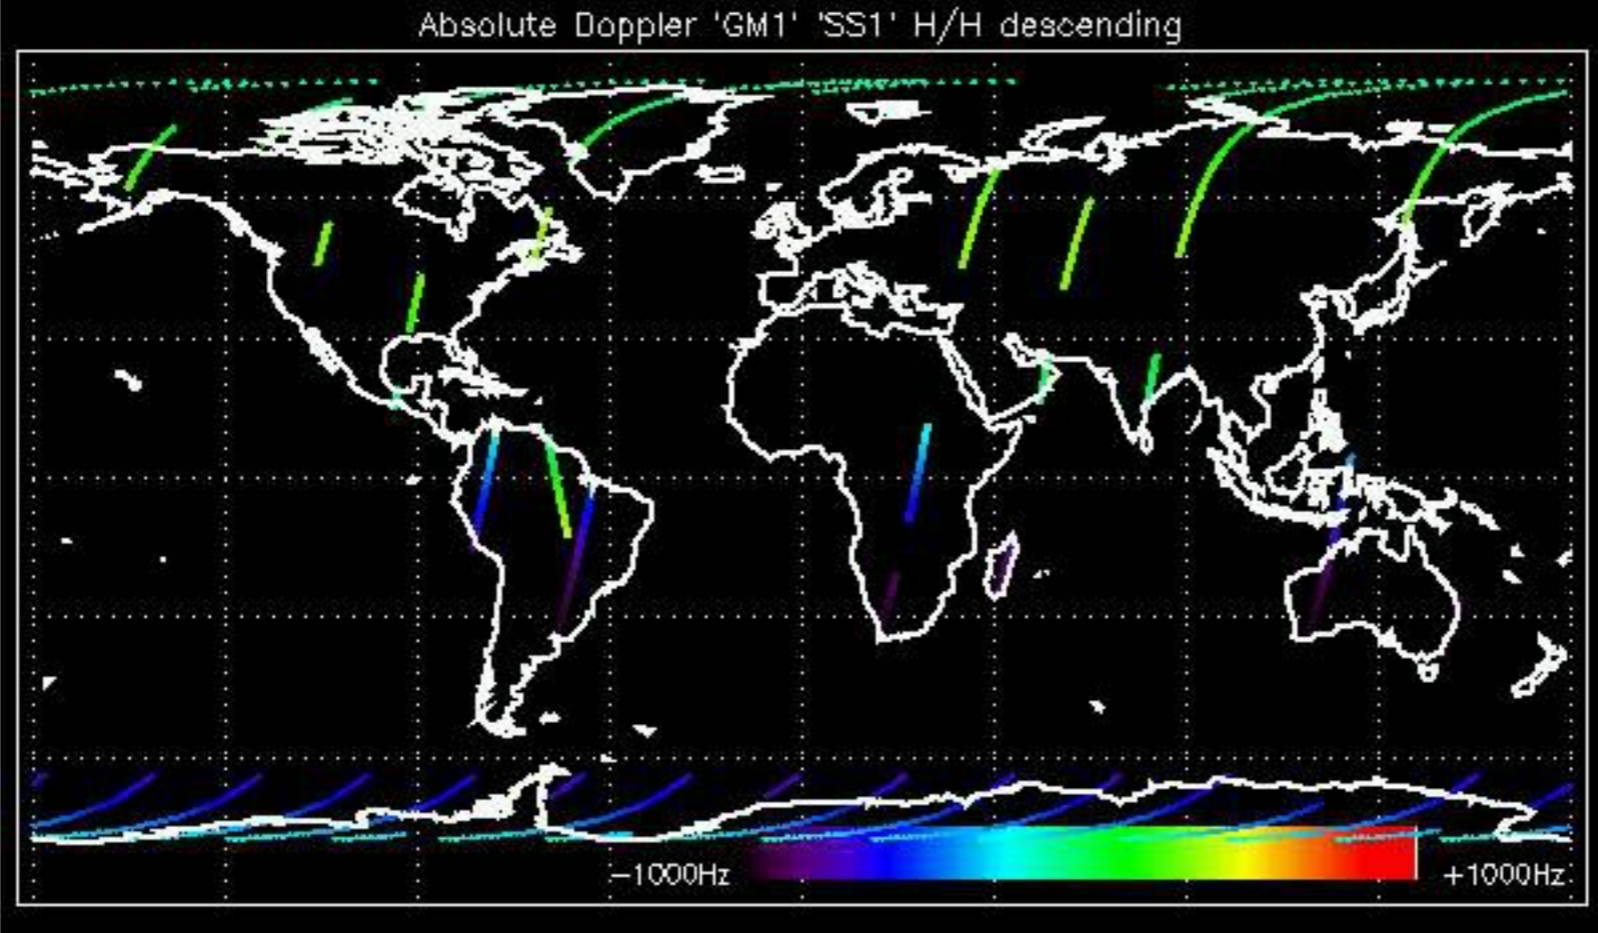 Absolute Doppler 'GM1' 'SS1' H/H descending
−1000Hz
+1000Hz